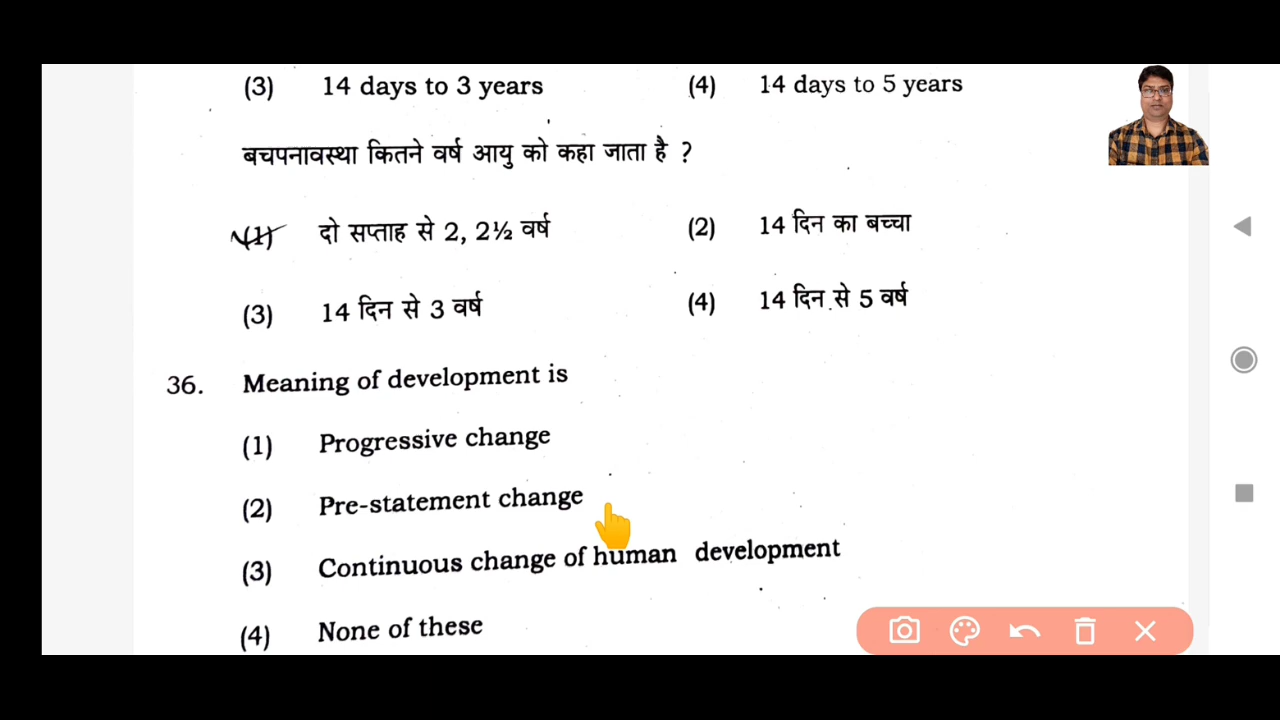 (3) 14 days to 3 years (4) 14 days to 5 years
बचपनावस्था कितने वर्ष आयु को कहा जाता है ?
(1) दो सप्ताह से 2, 2½ वर्ष (2) 14 दिन का बच्चा
(3) 14 दिन से 3 वर्ष (4) 14 दिन से 5 वर्ष
36. Meaning of development is
(1) Progressive change
(2) Pre-statement change
(3) Continuous change of human development
(4) None of these